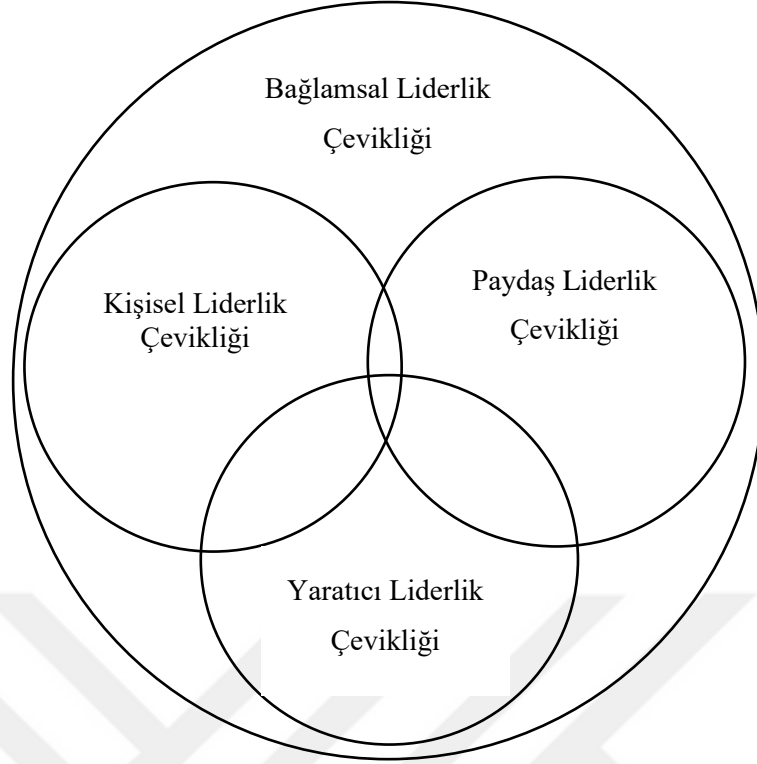 Bağlamsal Liderlik
Çevikliği
Kişisel Liderlik
Çevikliği
Paydaş Liderlik
Çevikliği
Yaratıcı Liderlik
Çevikliği